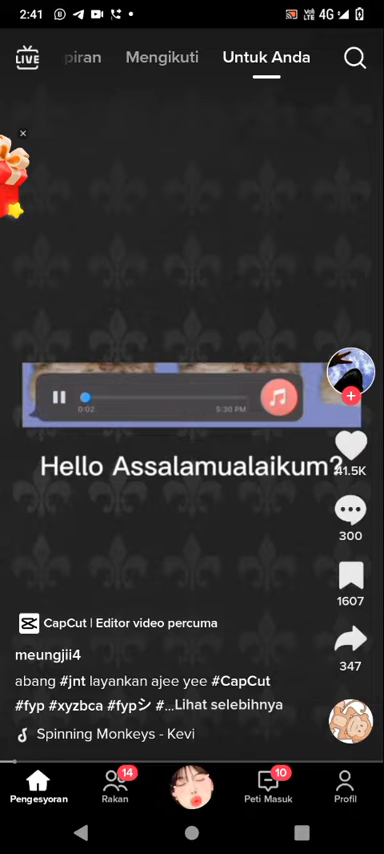 2:41
4G
LIVE
piran Mengikuti Untuk Anda
0:02 5:30 PM
Hello Assalamualaikum?
41.5K
300
1607
347
CapCut | Editor video percuma
meungjii4
abang #jnt layankan ajee yee #CapCut
#fyp #xyzbca #fypシ #...Lihat selebihnya
Spinning Monkeys - Kevi
14
10
Pengesyoran Rakan Peti Masuk Profil